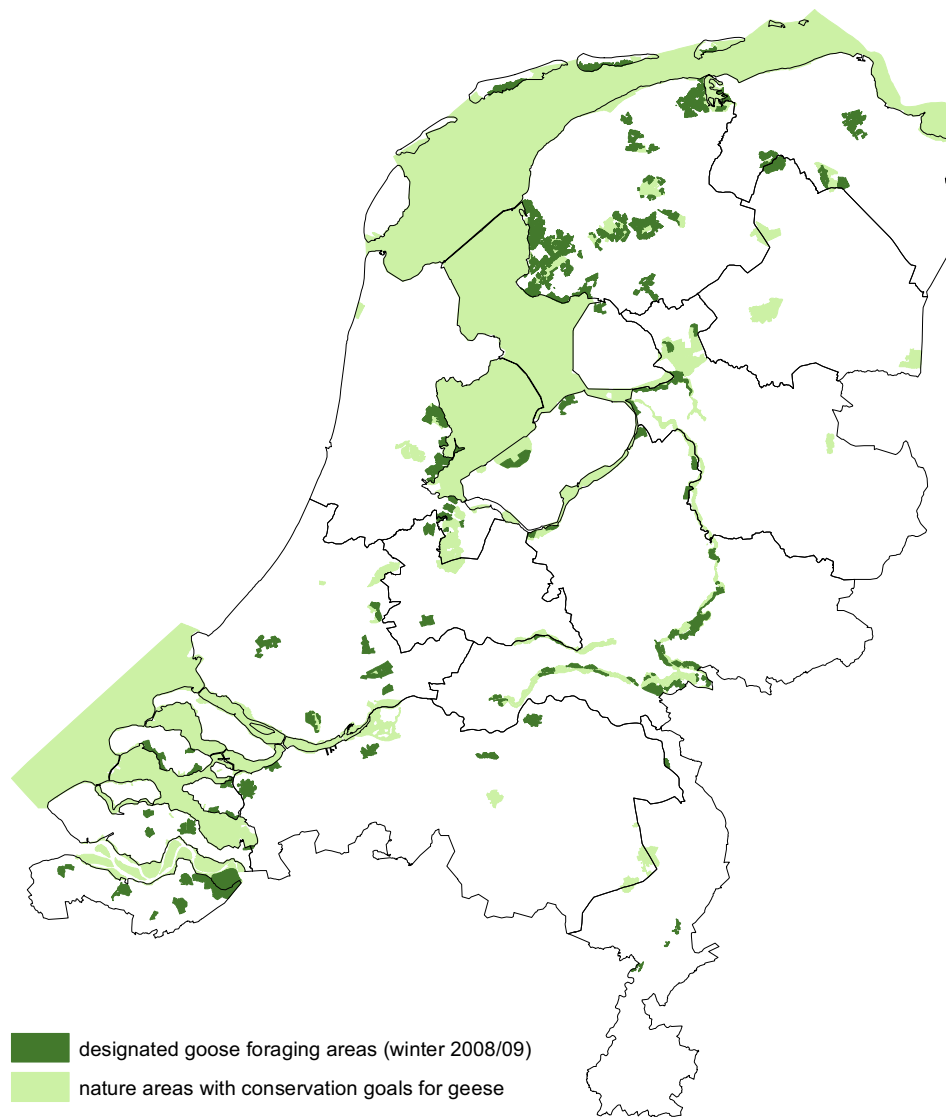 designated goose foraging areas (winter 2008/09)
nature areas with conservation goals for geese